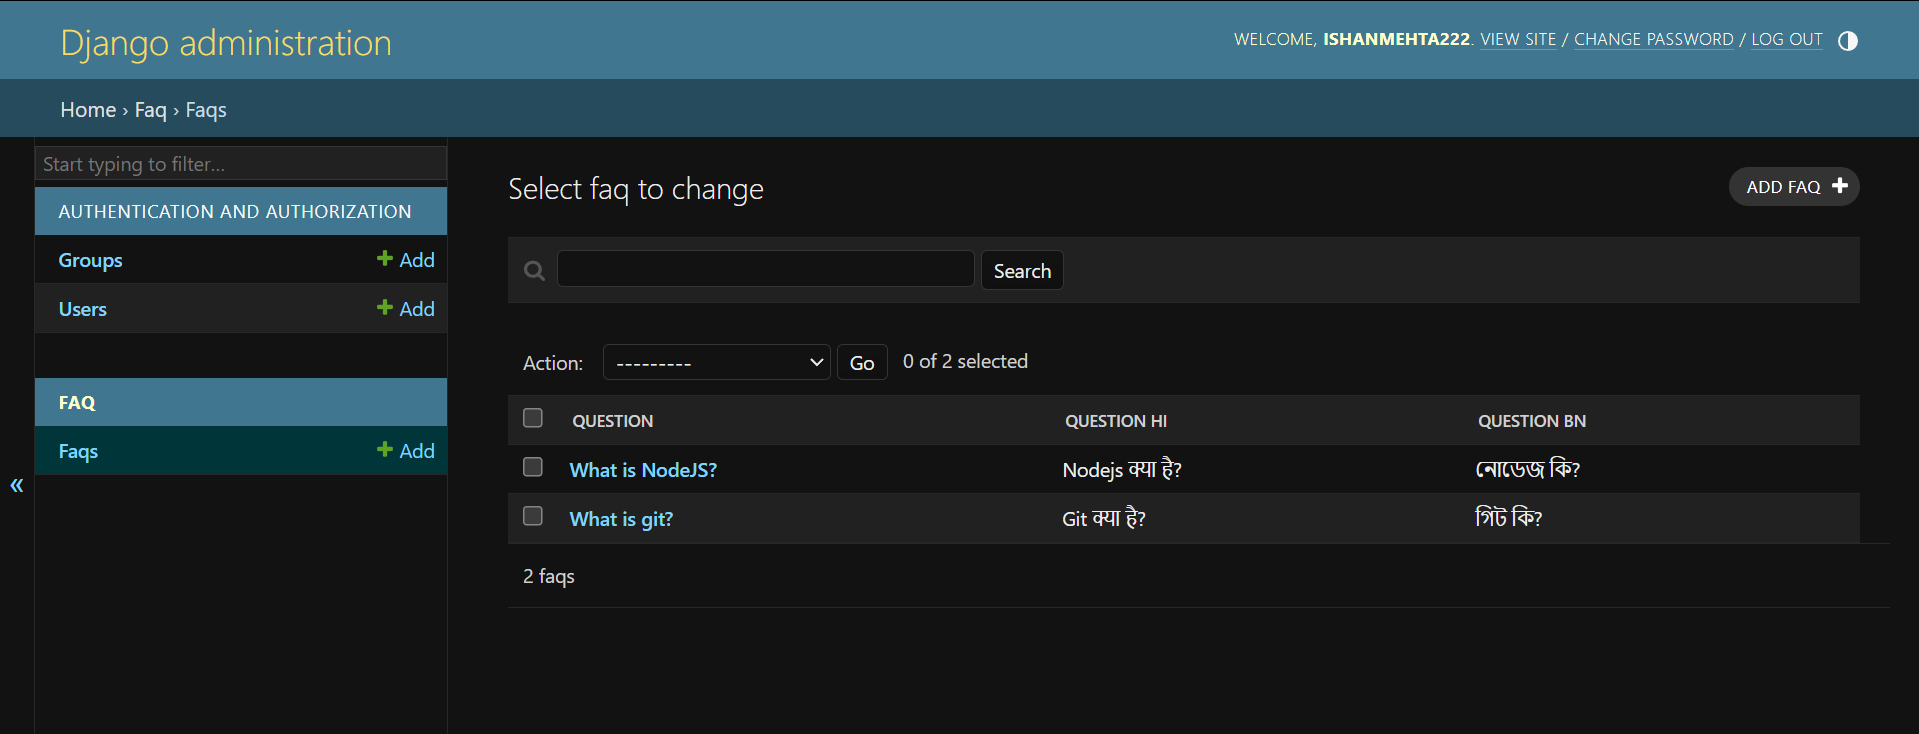 Django administration
WELCOME, ISHANMEHTA222. VIEW SITE / CHANGE PASSWORD / LOG OUT
Home › Faq › Faqs
Start typing to filter...
AUTHENTICATION AND AUTHORIZATION
Groups + Add
Users + Add
FAQ
Faqs + Add
«
Select faq to change
ADD FAQ +
Search
Action: --------- Go 0 of 2 selected
QUESTION QUESTION HI QUESTION BN
What is NodeJS? Nodejs क्या है? নোডেজ কি?
What is git? Git क्या है? গিট কি?
2 faqs